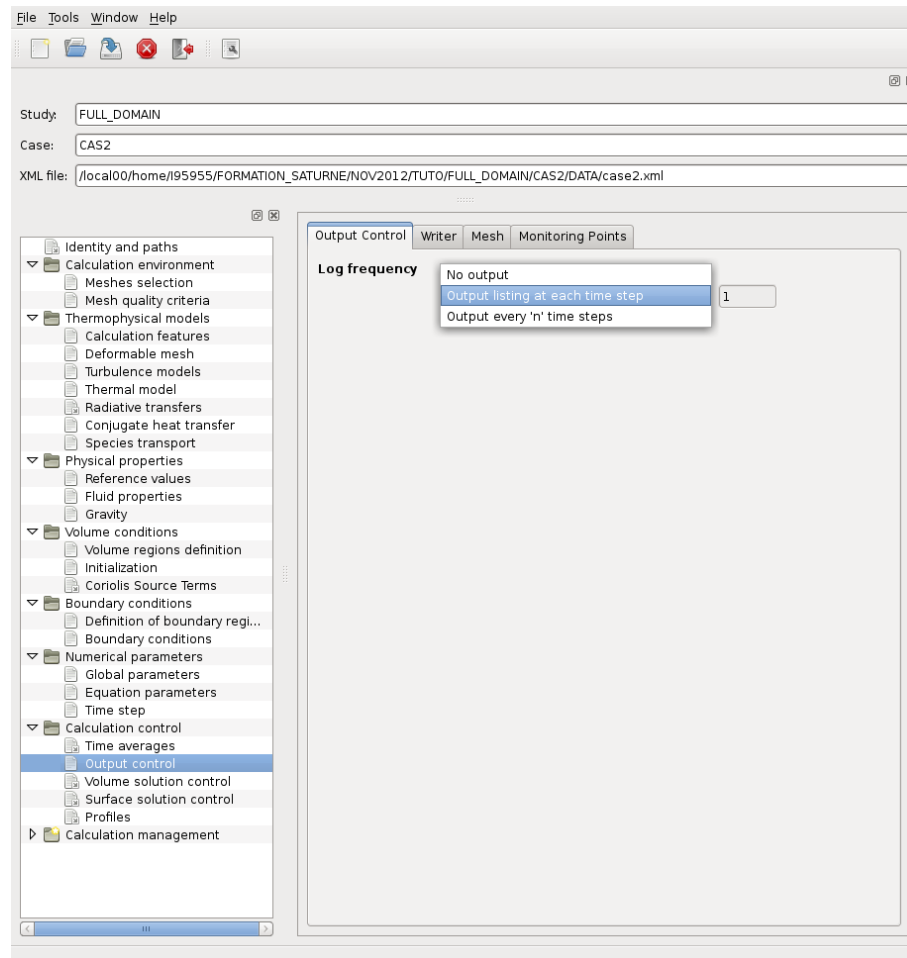 File Tools Window Help
Study: FULL_DOMAIN
Case: CAS2
XML file: /local00/home/I95955/FORMATION_SATURNE/NOV2012/TUTO/FULL_DOMAIN/CAS2/DATA/case2.xml
Identity and paths
Calculation environment
Meshes selection
Mesh quality criteria
Thermophysical models
Calculation features
Deformable mesh
Turbulence models
Thermal model
Radiative transfers
Conjugate heat transfer
Species transport
Physical properties
Reference values
Fluid properties
Gravity
Volume conditions
Volume regions definition
Initialization
Coriolis Source Terms
Boundary conditions
Definition of boundary regi...
Boundary conditions
Numerical parameters
Global parameters
Equation parameters
Time step
Calculation control
Time averages
Output control
Volume solution control
Surface solution control
Profiles
Calculation management
Output Control Writer Mesh Monitoring Points
Log frequency
No output
Output listing at each time step 1
Output every 'n' time steps